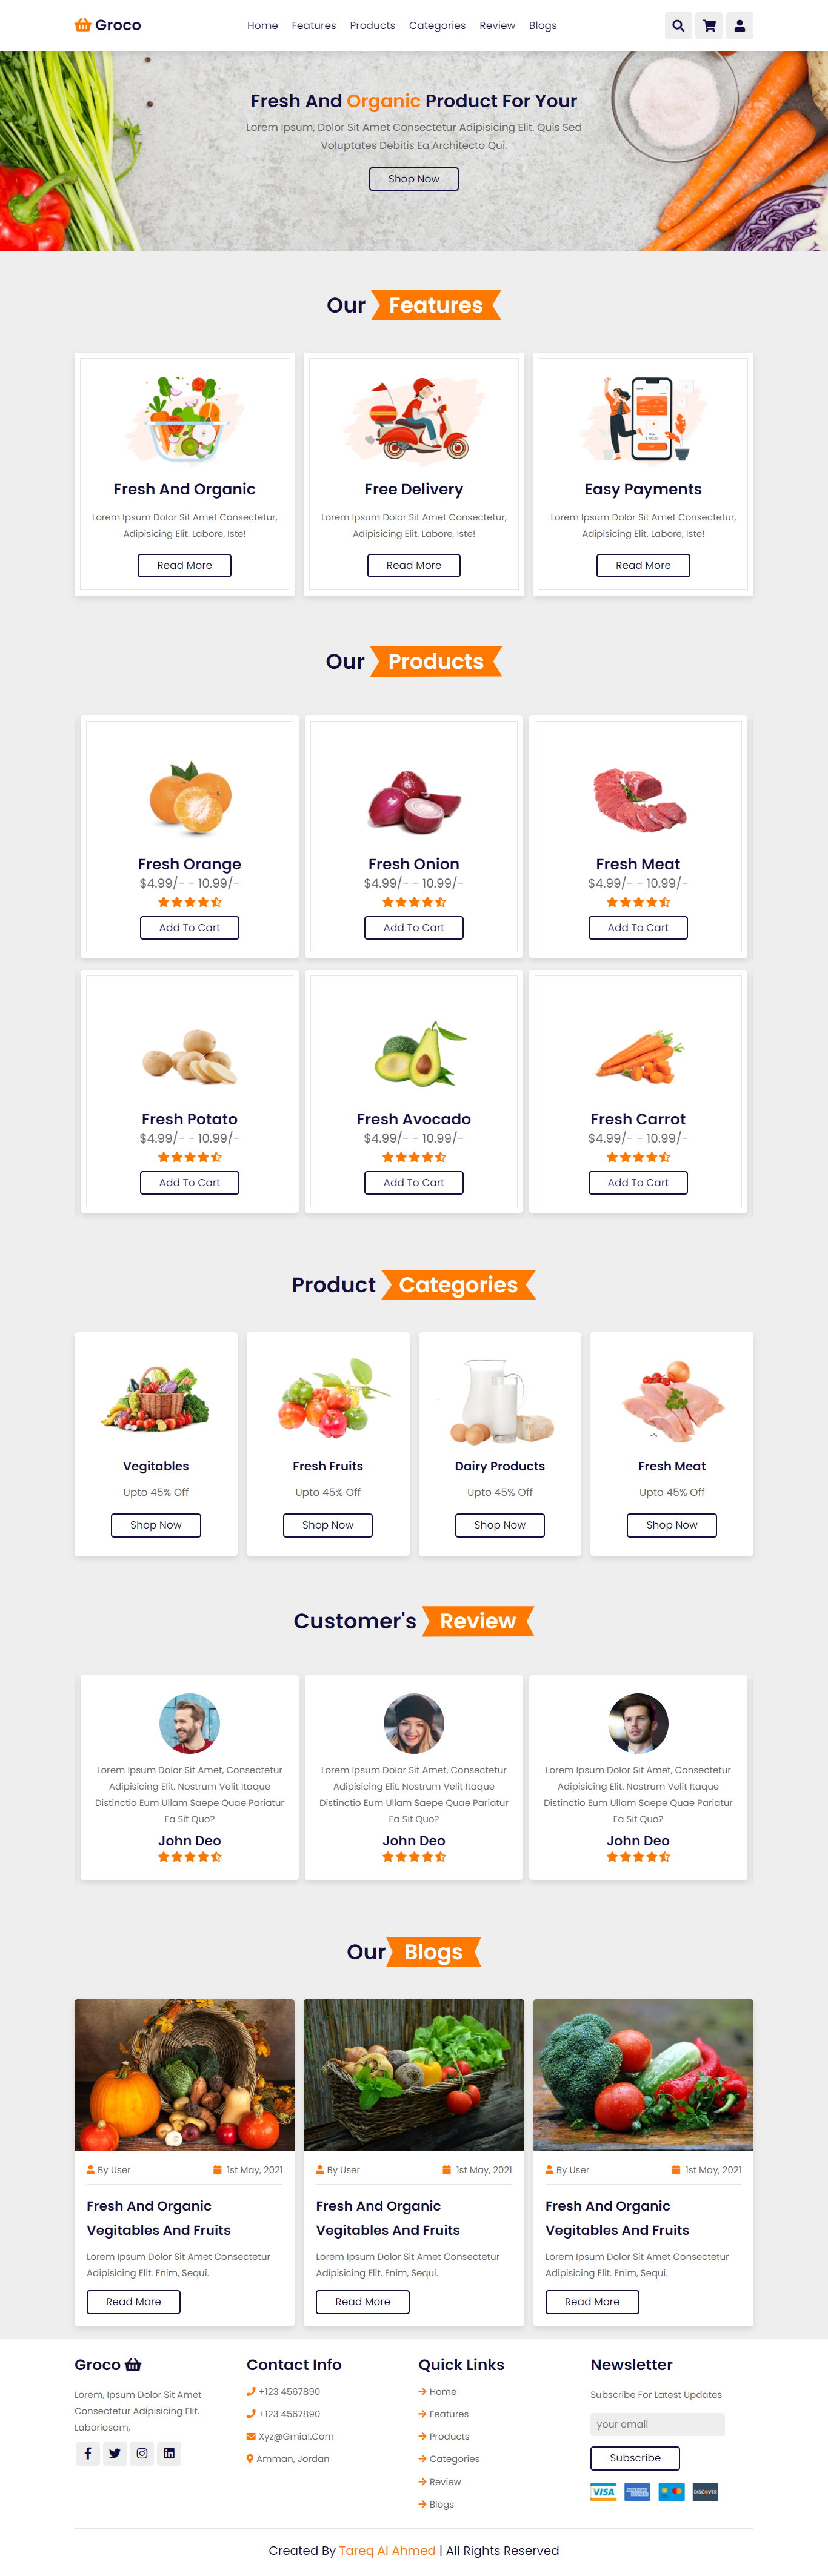 Groco
Home Features Products Categories Review Blogs
Fresh And Organic Product For Your
Lorem Ipsum, Dolor Sit Amet Consectetur Adipisicing Elit. Quis Sed
Voluptates Debitis Ea Architecto Qui.
Shop Now
Our Features
Fresh And Organic
Lorem Ipsum Dolor Sit Amet Consectetur,
Adipisicing Elit. Labore, Iste!
Read More
Free Delivery
Lorem Ipsum Dolor Sit Amet Consectetur,
Adipisicing Elit. Labore, Iste!
Read More
Easy Payments
Lorem Ipsum Dolor Sit Amet Consectetur,
Adipisicing Elit. Labore, Iste!
Read More
Our Products
Fresh Orange
$4.99/- - 10.99/-
Add To Cart
Fresh Onion
$4.99/- - 10.99/-
Add To Cart
Fresh Meat
$4.99/- - 10.99/-
Add To Cart
Fresh Potato
$4.99/- - 10.99/-
Add To Cart
Fresh Avocado
$4.99/- - 10.99/-
Add To Cart
Fresh Carrot
$4.99/- - 10.99/-
Add To Cart
Product Categories
Vegitables
Upto 45% Off
Shop Now
Fresh Fruits
Upto 45% Off
Shop Now
Dairy Products
Upto 45% Off
Shop Now
Fresh Meat
Upto 45% Off
Shop Now
Customer's Review
Lorem Ipsum Dolor Sit Amet, Consectetur
Adipisicing Elit. Nostrum Velit Itaque
Distinctio Eum Ullam Saepe Quae Pariatur
Ea Sit Quo?
John Deo
Lorem Ipsum Dolor Sit Amet, Consectetur
Adipisicing Elit. Nostrum Velit Itaque
Distinctio Eum Ullam Saepe Quae Pariatur
Ea Sit Quo?
John Deo
Lorem Ipsum Dolor Sit Amet, Consectetur
Adipisicing Elit. Nostrum Velit Itaque
Distinctio Eum Ullam Saepe Quae Pariatur
Ea Sit Quo?
John Deo
Our Blogs
By User 1st May, 2021
Fresh And Organic
Vegitables And Fruits
Lorem Ipsum Dolor Sit Amet Consectetur
Adipisicing Elit. Enim, Sequi.
Read More
By User 1st May, 2021
Fresh And Organic
Vegitables And Fruits
Lorem Ipsum Dolor Sit Amet Consectetur
Adipisicing Elit. Enim, Sequi.
Read More
By User 1st May, 2021
Fresh And Organic
Vegitables And Fruits
Lorem Ipsum Dolor Sit Amet Consectetur
Adipisicing Elit. Enim, Sequi.
Read More
Groco
Lorem, Ipsum Dolor Sit Amet
Consectetur Adipisicing Elit.
Laboriosam,
Contact Info
+123 4567890
+123 4567890
Xyz@Gmial.Com
Amman, Jordan
Quick Links
Home
Features
Products
Categories
Review
Blogs
Newsletter
Subscribe For Latest Updates
your email
Subscribe
VISA
DISCOVER
Created By Tareq Al Ahmed | All Rights Reserved